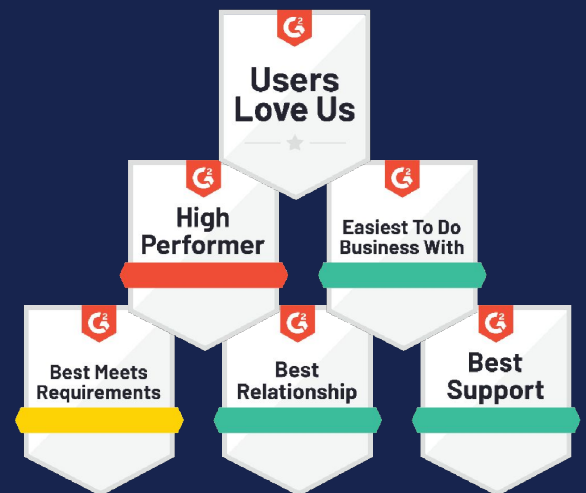 G2
Users
Love Us
G2
High
Performer
G2
Easiest To Do
Business With
G2
Best Meets
Requirements
G2
Best
Relationship
G2
Best
Support